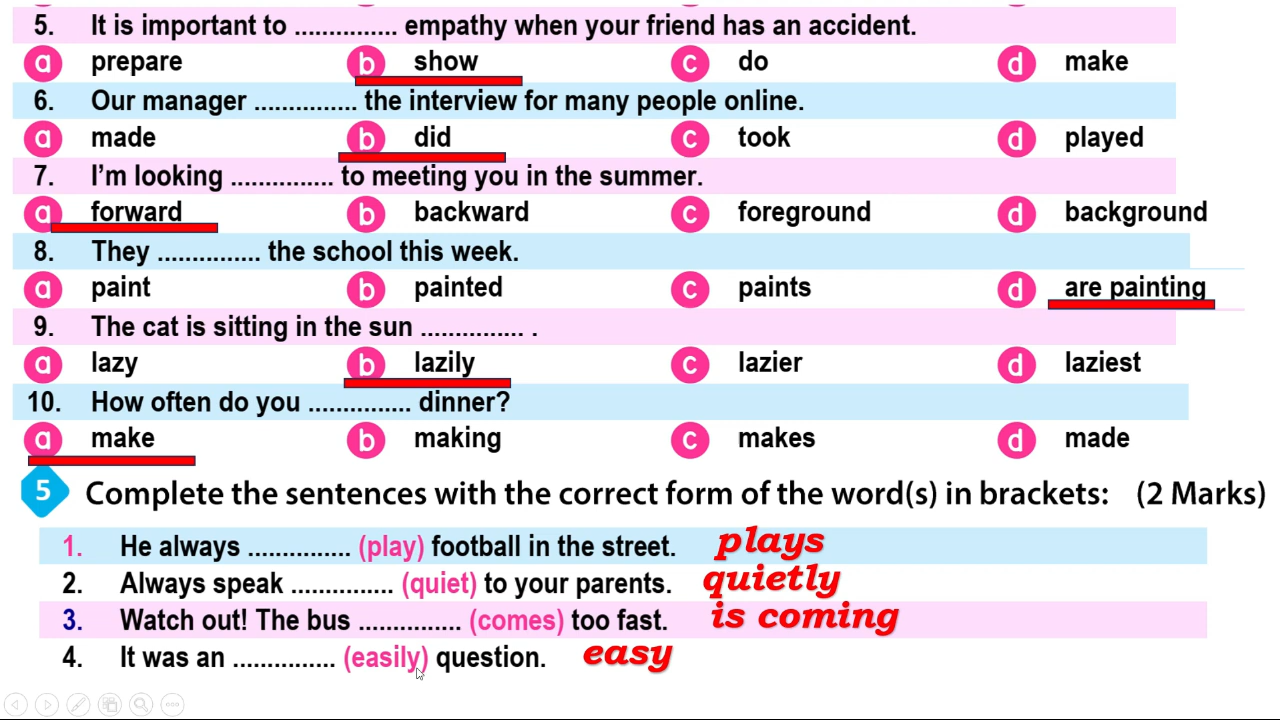 5. It is important to ............... empathy when your friend has an accident.
a prepare b show c do d make
6. Our manager ............... the interview for many people online.
a made b did c took d played
7. I'm looking ............... to meeting you in the summer.
a forward b backward c foreground d background
8. They ............... the school this week.
a paint b painted c paints d are painting
9. The cat is sitting in the sun ............... .
a lazy b lazily c lazier d laziest
10. How often do you ............... dinner?
a make b making c makes d made
5 Complete the sentences with the correct form of the word(s) in brackets: (2 Marks)
1. He always ............... (play) football in the street. plays
2. Always speak ............... (quiet) to your parents. quietly
3. Watch out! The bus ............... (comes) too fast. is coming
4. It was an ............... (easily) question. easy